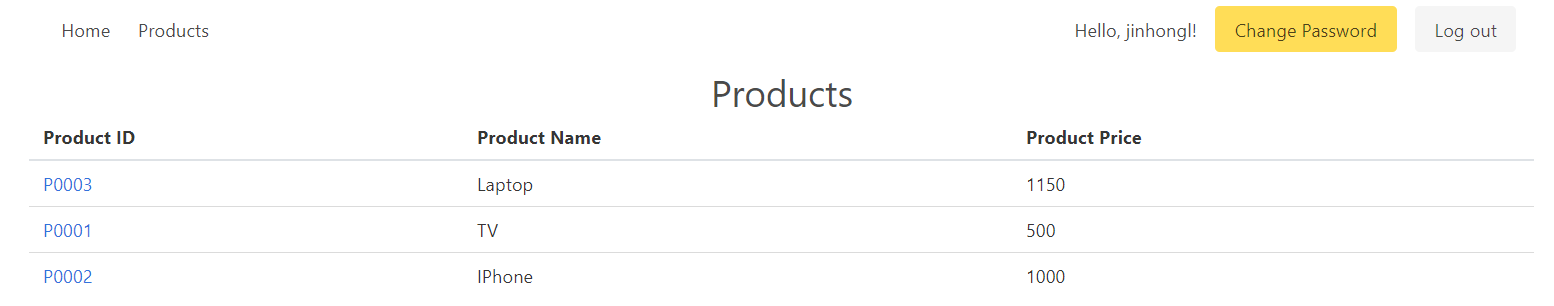 Home Products Hello, jinhongl! Change Password Log out
Products
Product ID Product Name Product Price
P0003 Laptop 1150
P0001 TV 500
P0002 IPhone 1000